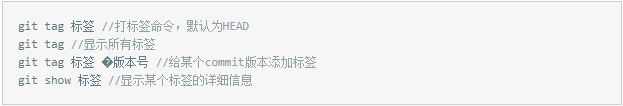 git tag 标签 //打标签命令，默认为HEAD
git tag //显示所有标签
git tag 标签 �版本号 //给某个commit版本添加标签
git show 标签 //显示某个标签的详细信息